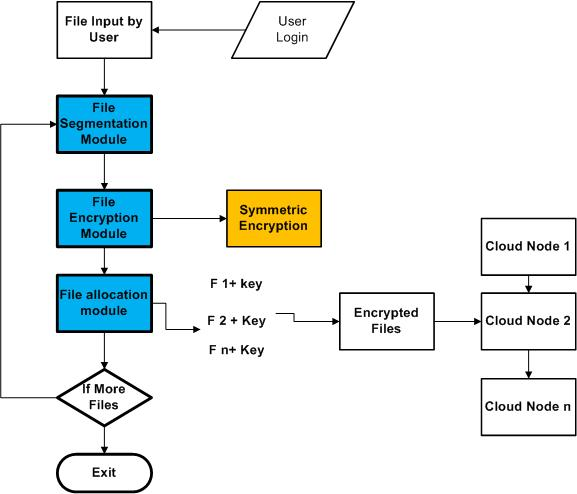 File Input by
User
User
Login
File
Segmentation
Module
File
Encryption
Module
Symmetric
Encryption
File allocation
module
F 1+ key
F 2 + Key
F n+ Key
Encrypted
Files
Cloud Node 1
Cloud Node 2
Cloud Node n
If More
Files
Exit